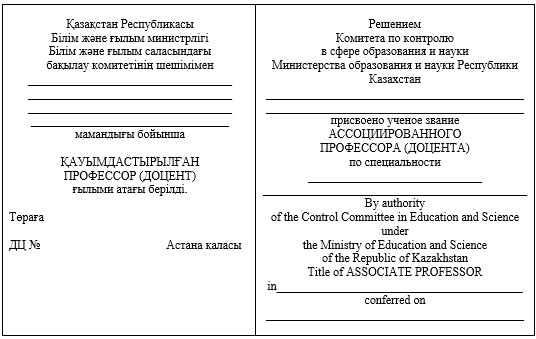 Қазақстан Республикасы
Білім және ғылым министрлігі
Білім және ғылым саласындағы
бақылау комитетінің шешімімен
мамандығы бойынша
ҚАУЫМДАСТЫРЫЛҒАН
ПРОФЕССОР (ДОЦЕНТ)
ғылыми атағы берілді.
Төраға
ДЦ № Астана қаласы
Решением
Комитета по контролю
в сфере образования и науки
Министерства образования и науки Республики
Казахстан
присвоено ученое звание
АССОЦИИРОВАННОГО
ПРОФЕССОРА (ДОЦЕНТА)
по специальности
By authority
of the Control Committee in Education and Science
under
the Ministry of Education and Science
of the Republic of Kazakhstan
Title of ASSOCIATE PROFESSOR
in
conferred on